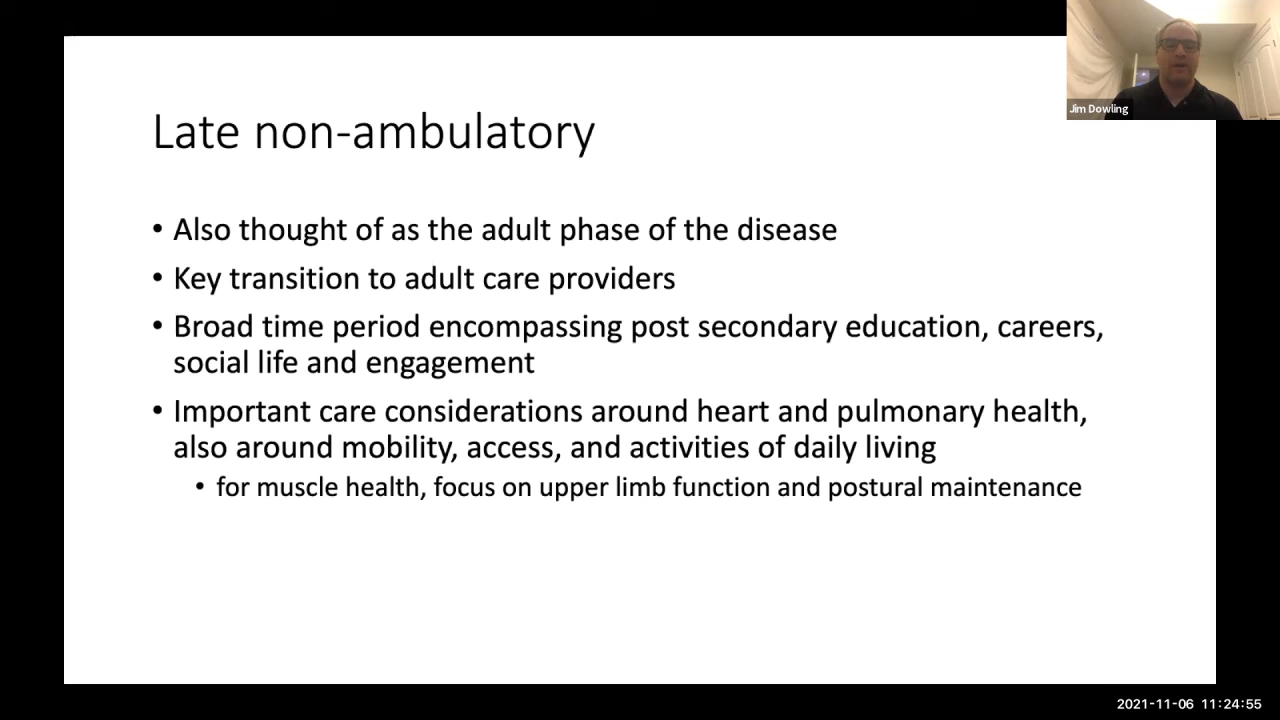 Jim Dowling
Late non-ambulatory
• Also thought of as the adult phase of the disease
• Key transition to adult care providers
• Broad time period encompassing post secondary education, careers,
social life and engagement
• Important care considerations around heart and pulmonary health,
also around mobility, access, and activities of daily living
• for muscle health, focus on upper limb function and postural maintenance
2021-11-06 11:24:55